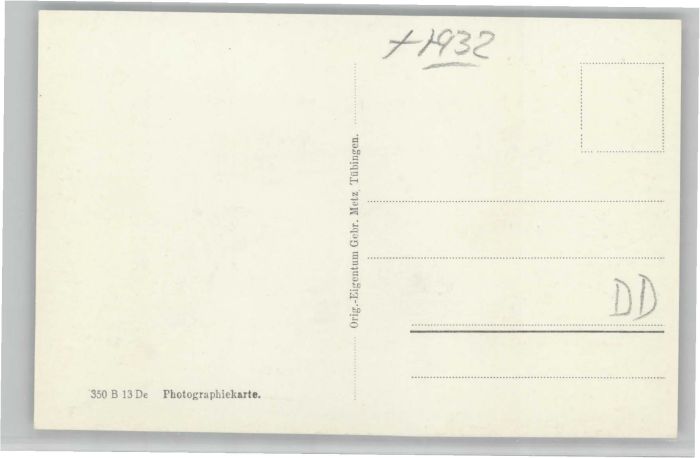 +1932
Orig.-Eigentum Gebr. Metz Tübingen.
DD
350 B 13 De Photographiekarte.